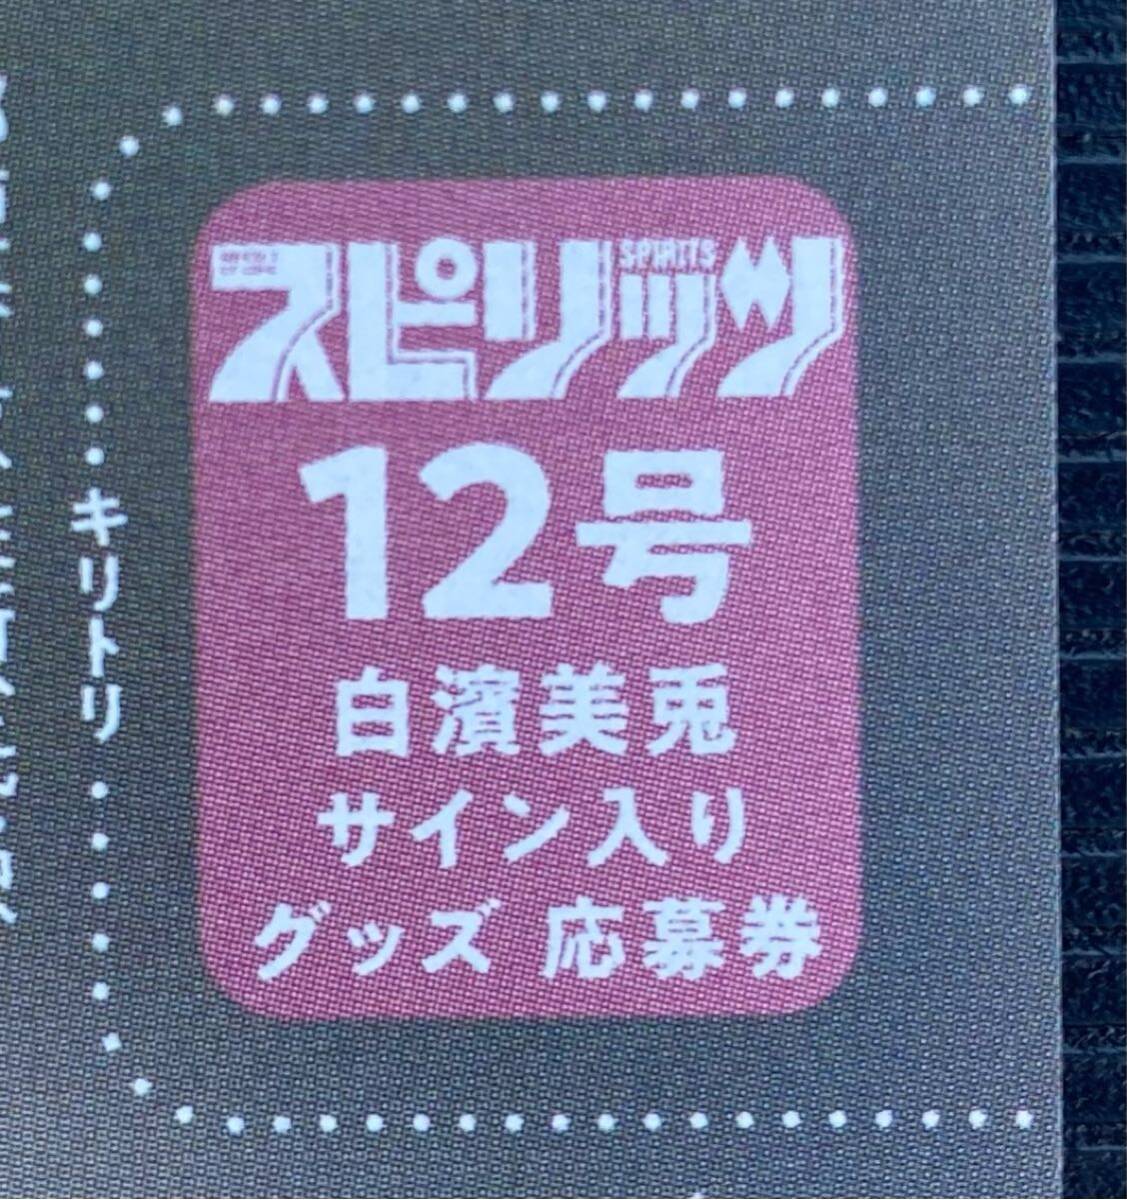 スピリッツ
SPIRITS
12号
白濱美兎
サイン入り
グッズ 応募券
キリトリ